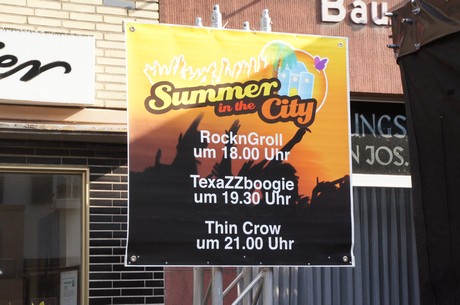 Bau
Summer
in the City
RocknGroll
um 18.00 Uhr
TexaZZboogie
um 19.30 Uhr
Thin Crow
um 21.00 Uhr
JOS.